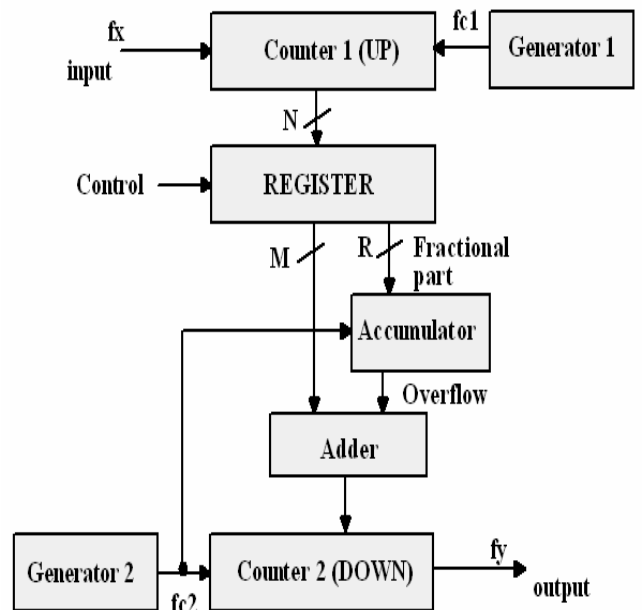 fx
input
Counter 1 (UP)
fc1
Generator 1
N
Control
REGISTER
M
R
Fractional
part
Accumulator
Overflow
Adder
Generator 2
fc2
Counter 2 (DOWN)
fy
output